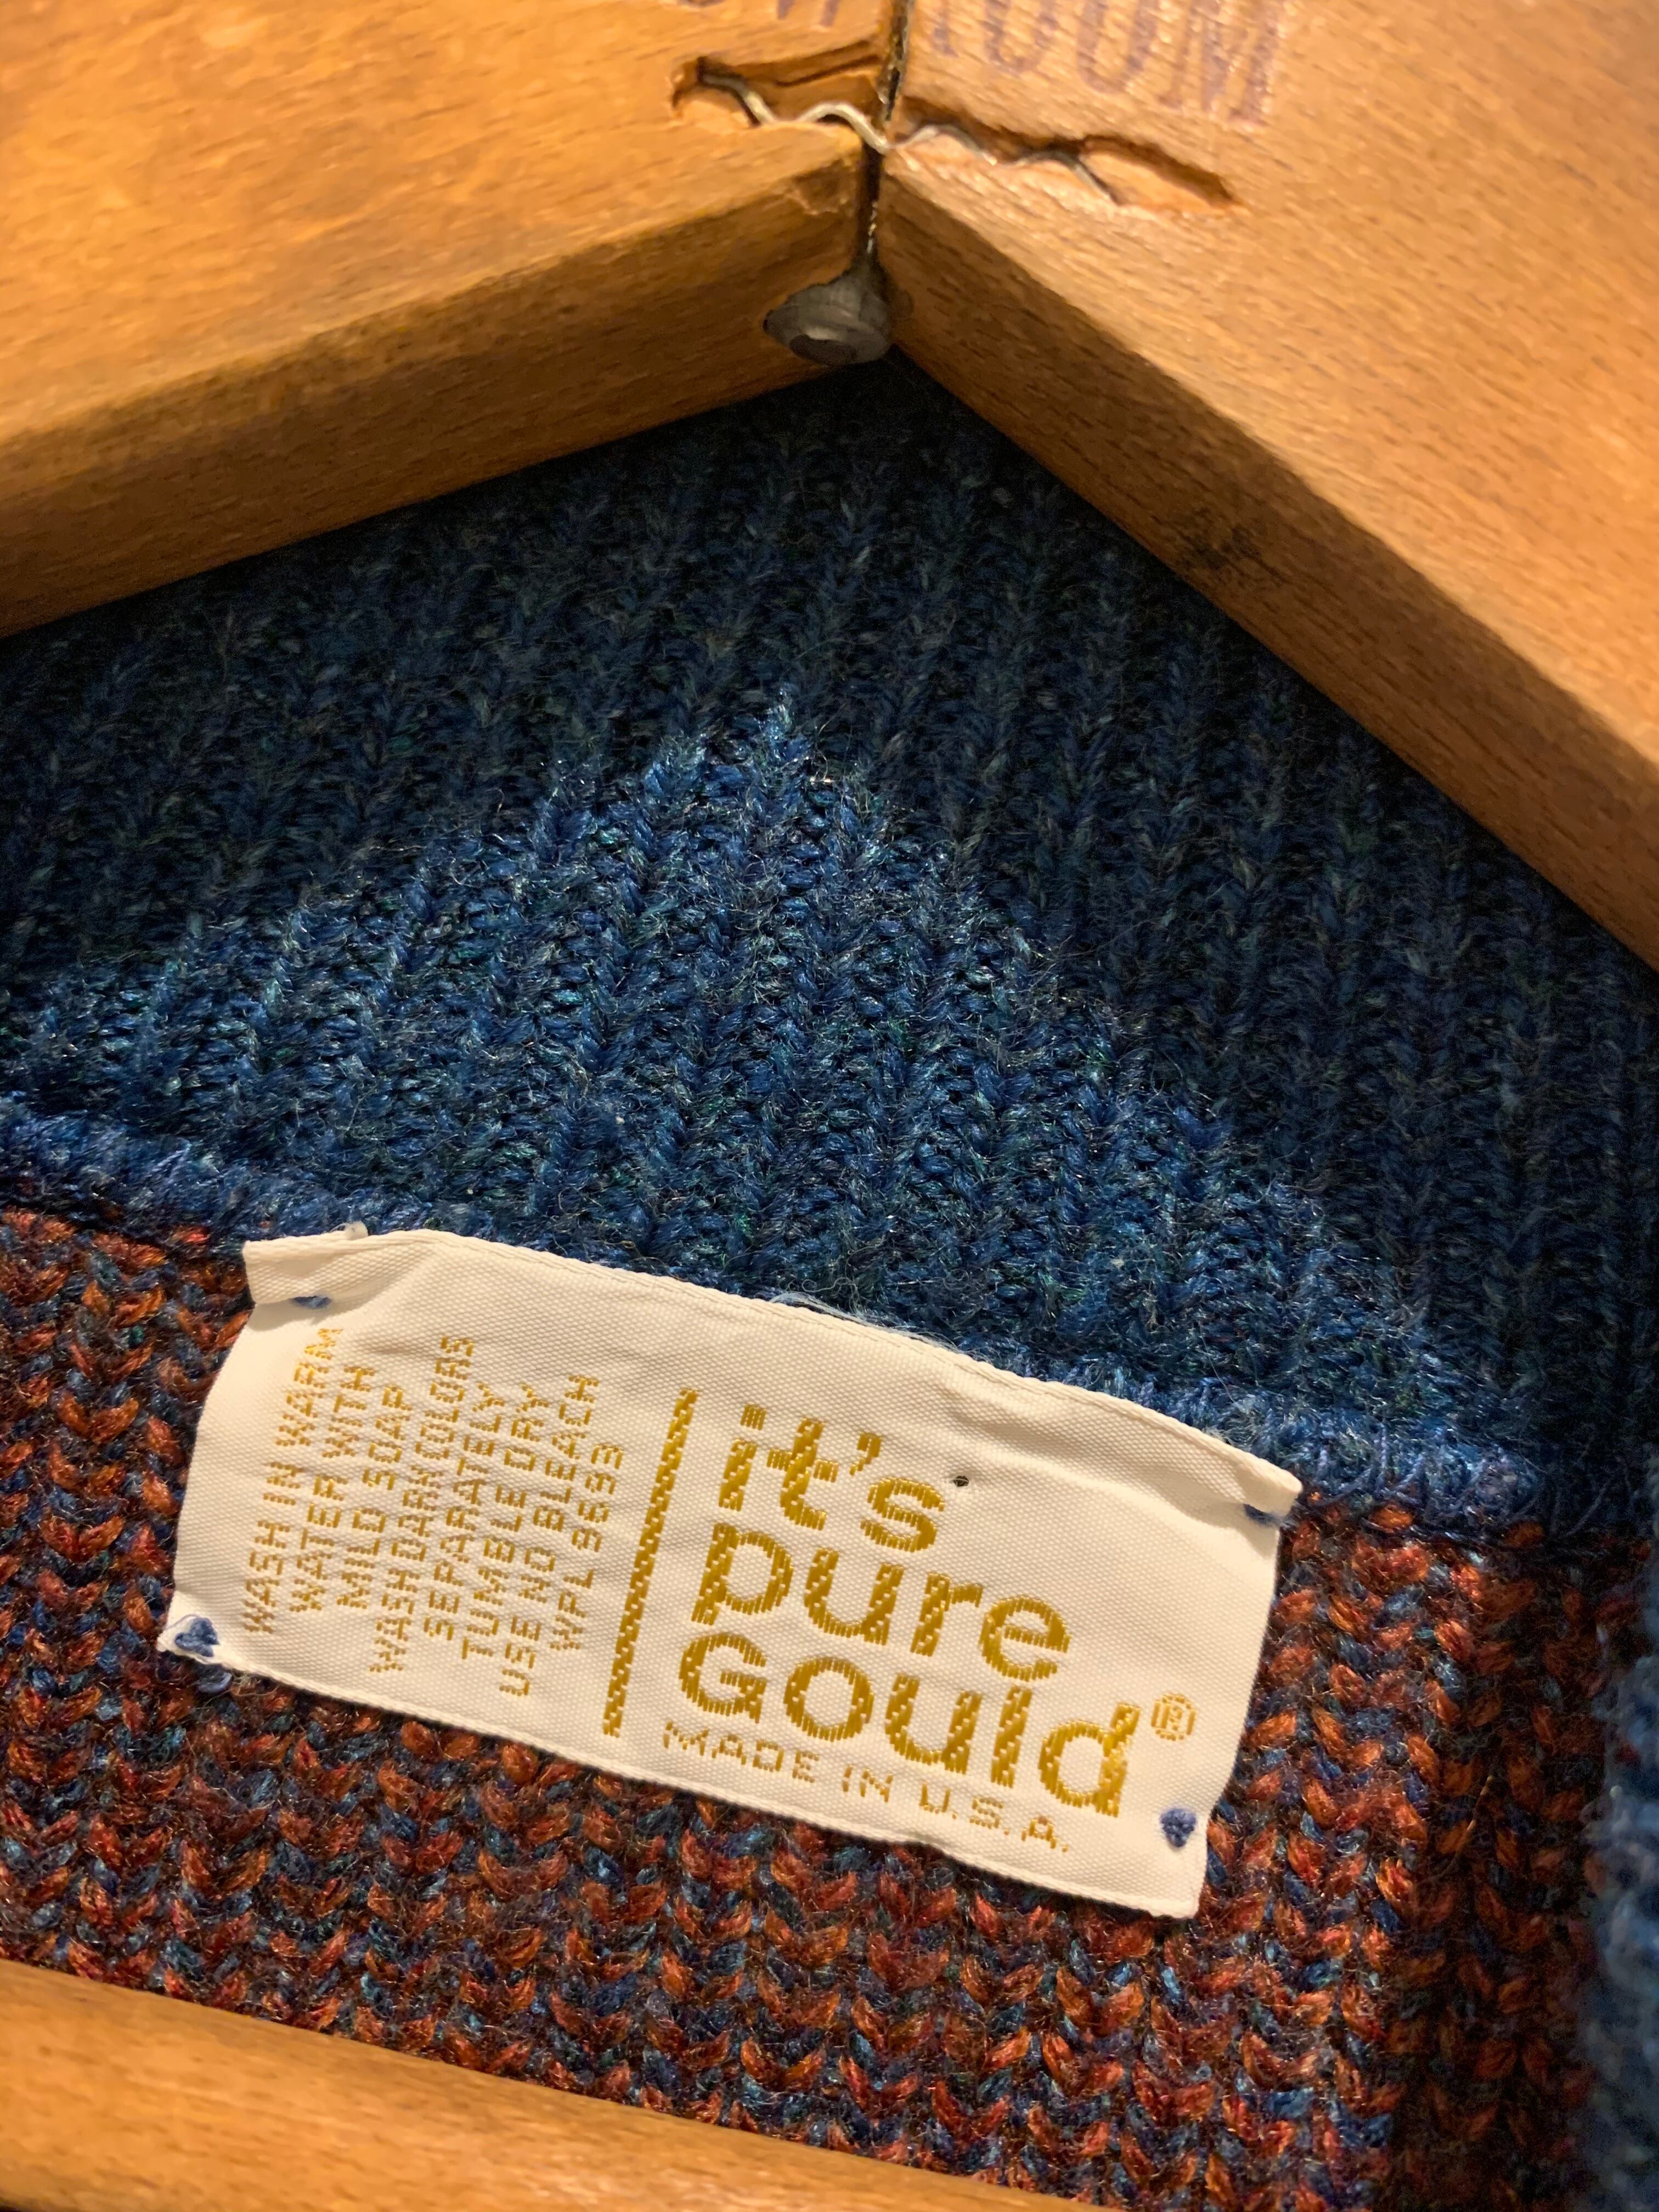 WASH IN WARM
WATER WITH
MILD SOAP
WASH DARK COLORS
SEPARATELY
TUMBLE DRY
USE NO BLEACH
WPL 9693
it's
pure
Gould®
MADE IN U.S.A.